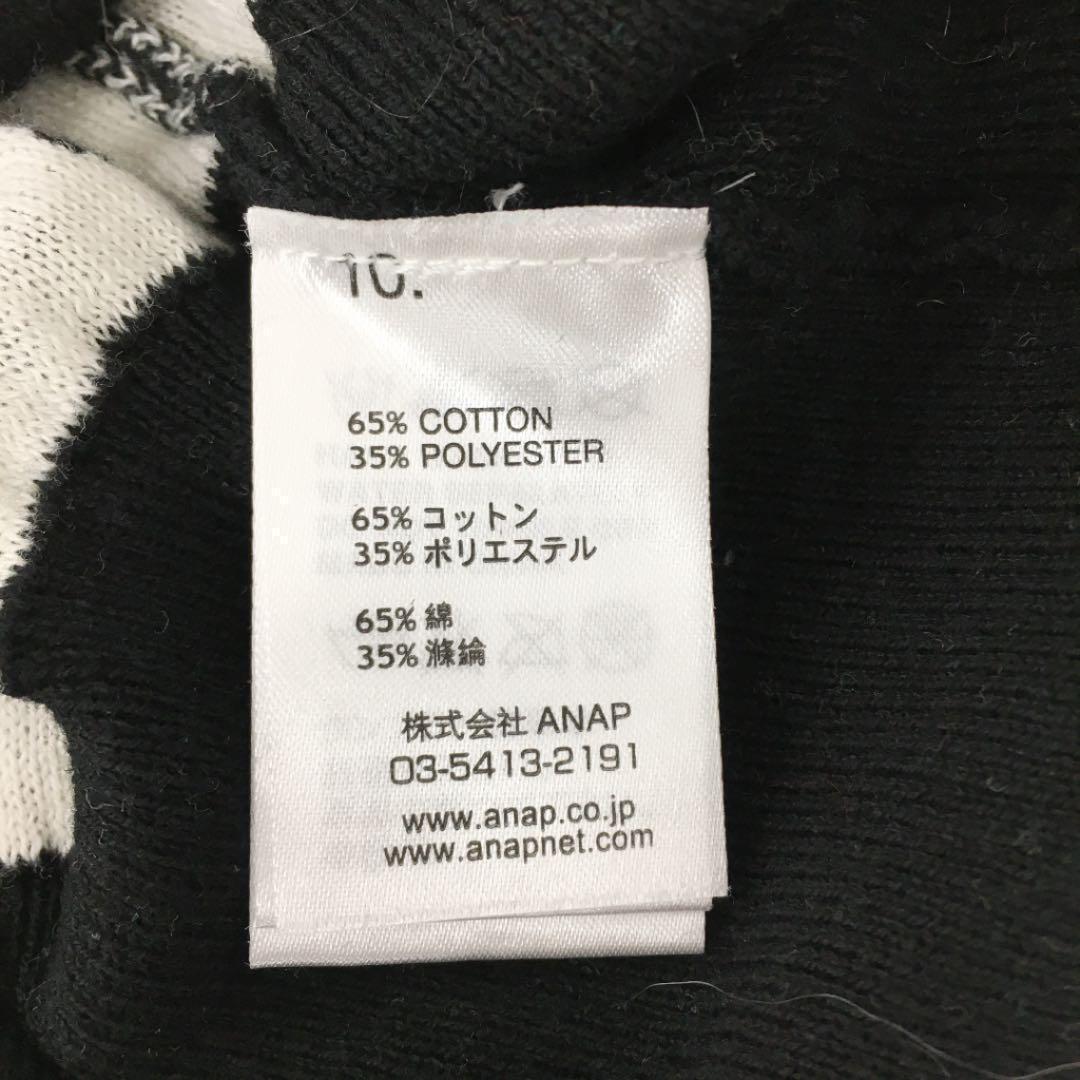 10.
65% COTTON
35% POLYESTER
65% コットン
35% ポリエステル
65% 綿
35% 滌綸
株式会社 ANAP
03-5413-2191
www.anap.co.jp
www.anapnet.com